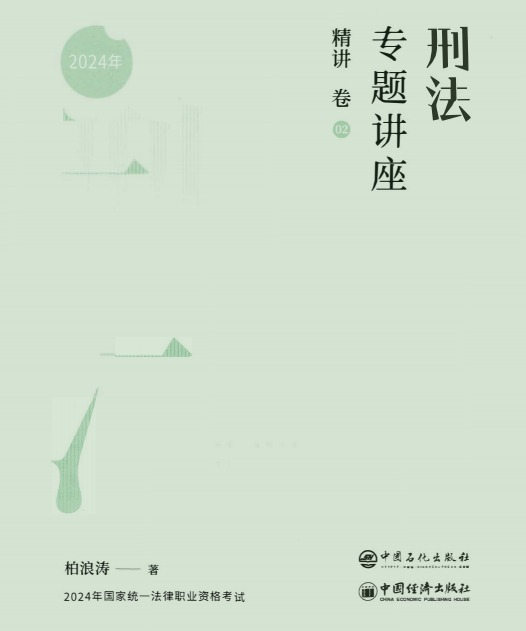 刑法
专题讲座
精讲 卷
02
2024年
柏浪涛 —— 著
2024年国家统一法律职业资格考试
中国石化出版社
中国经济出版社
CHINA ECONOMIC PUBLISHING HOUSE